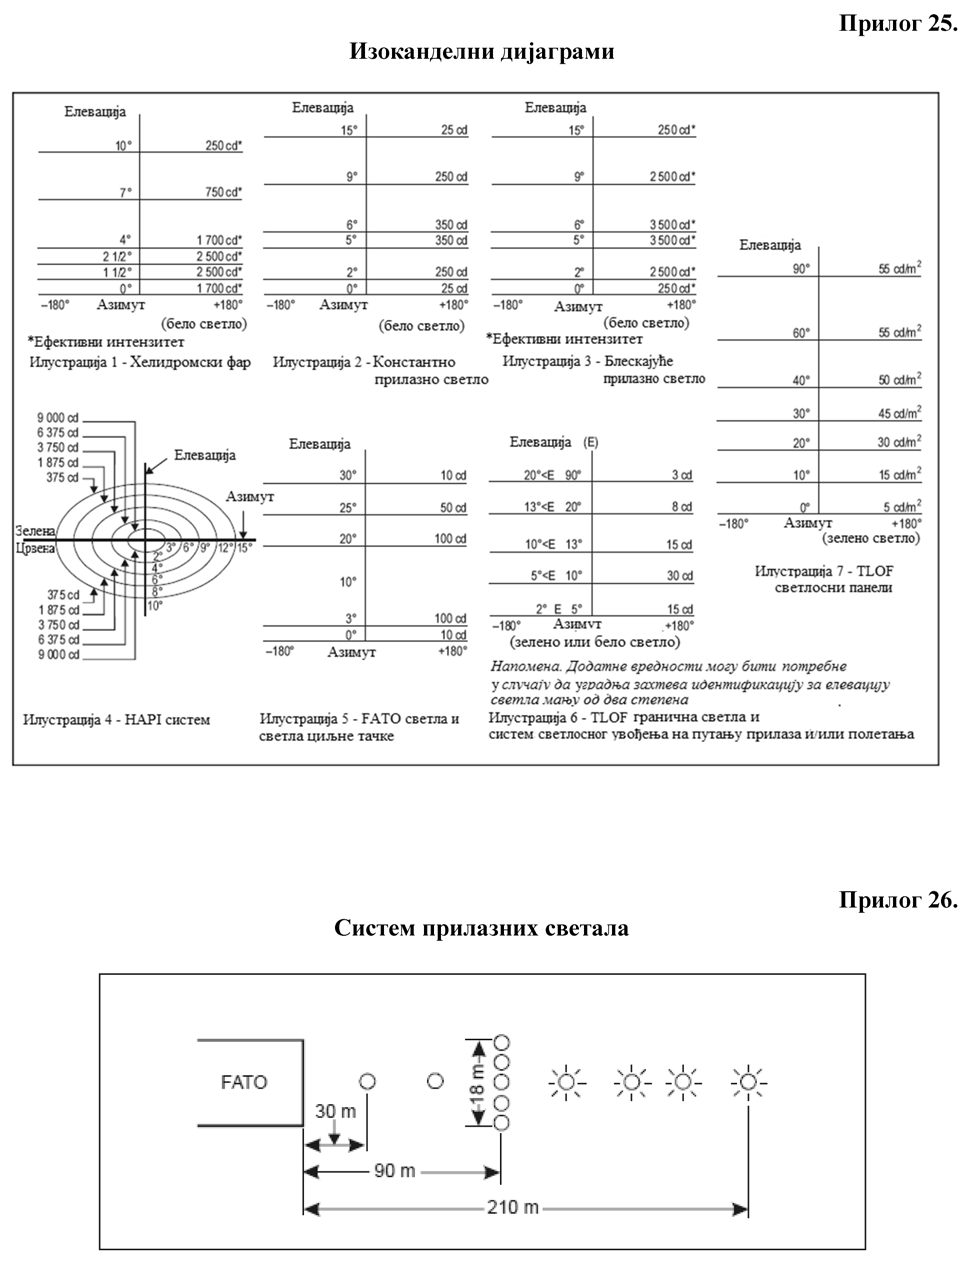 Прилог 25.
Изоканделни дијаграми
Елевација
10° 250 cd*
7° 750 cd*
4° 1 700 cd*
2 1/2° 2 500 cd*
1 1/2° 2 500 cd*
0° 1 700 cd*
–180° Азимут +180°
(бело светло)
*Ефективни интензитет
Илустрација 1 - Хелидромски фар
Елевација
15° 25 cd
9° 250 cd
6° 350 cd
5° 350 cd
2° 250 cd
0° 25 cd
–180° Азимут +180°
(бело светло)
Илустрација 2 - Константно
прилазно светло
Елевација
15° 250 cd*
9° 2 500 cd*
6° 3 500 cd*
5° 3 500 cd*
2° 2 500 cd*
0° 250 cd*
–180° Азимут +180°
(бело светло)
*Ефективни интензитет
Илустрација 3 - Блескајуће
прилазно светло
Елевација
90° 55 cd/m²
60° 55 cd/m²
40° 50 cd/m²
30° 45 cd/m²
20° 30 cd/m²
10° 15 cd/m²
0° 5 cd/m²
–180° Азимут +180°
(зелено светло)
Илустрација 7 - TLOF
светлосни панели
9 000 cd
6 375 cd
3 750 cd
1 875 cd
375 cd
Елевација
Азимут
Зелена
Црвена
3° 6° 9° 12° 15°
2°
4°
6°
8°
10°
375 cd
1 875 cd
3 750 cd
6 375 cd
9 000 cd
Илустрација 4 - HAPI систем
Елевација
30° 10 cd
25° 50 cd
20° 100 cd
10°
3° 100 cd
0° 10 cd
–180° Азимут +180°
Илустрација 5 - FATO светла и
светла циљне тачке
Елевација (E)
20°<E 90° 3 cd
13°<E 20° 8 cd
10°<E 13° 15 cd
5°<E 10° 30 cd
2° E 5° 15 cd
–180° Азимут +180°
(зелено или бело светло)
Напомена. Додатне вредности могу бити потребне
у случају да уградња захтева идентификацију за елевацију
светла мању од два степена
Илустрација 6 - TLOF гранична светла и
систем светлосног увођења на путању прилаза и/или полетања
Прилог 26.
Систем прилазних светала
FATO
18 m
30 m
90 m
210 m